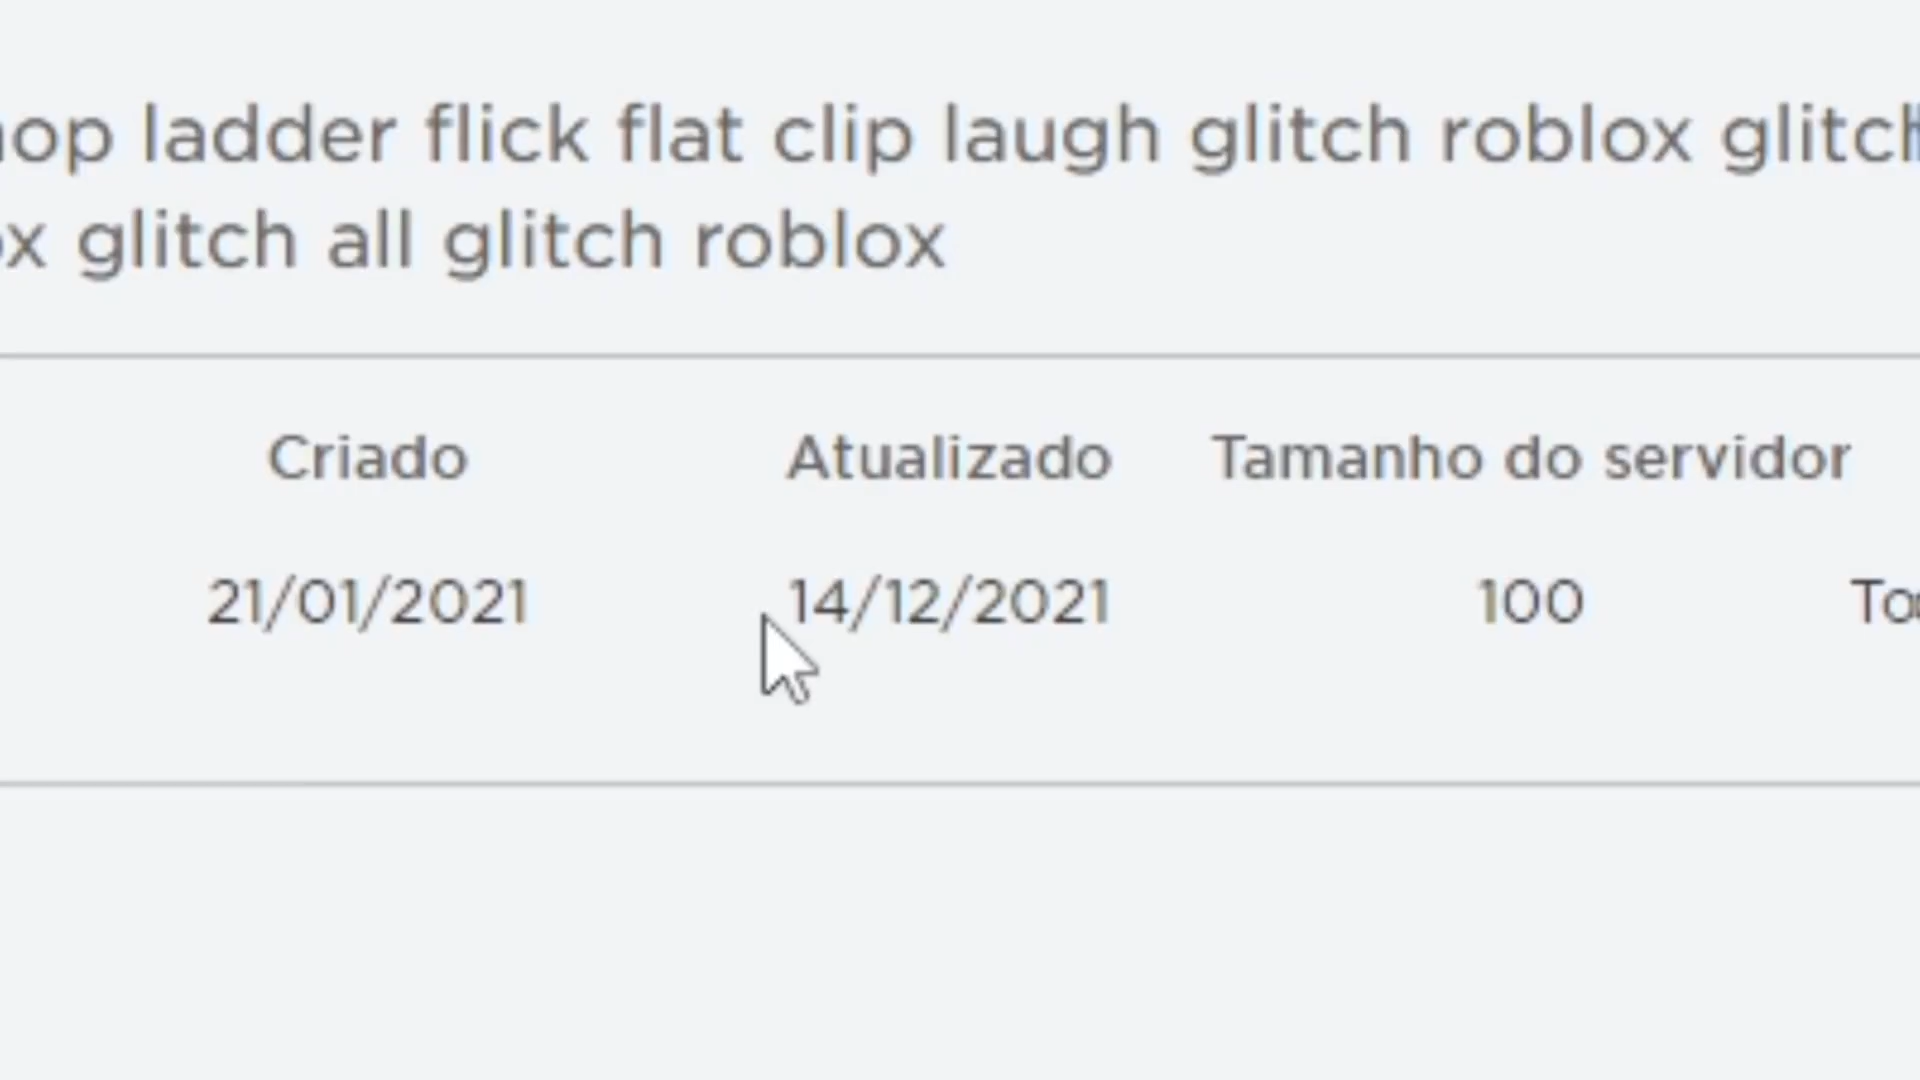 ladder flick flat clip laugh glitch roblox
glitch all glitch roblox
Criado Atualizado Tamanho do servidor
21/01/2021 14/12/2021 100